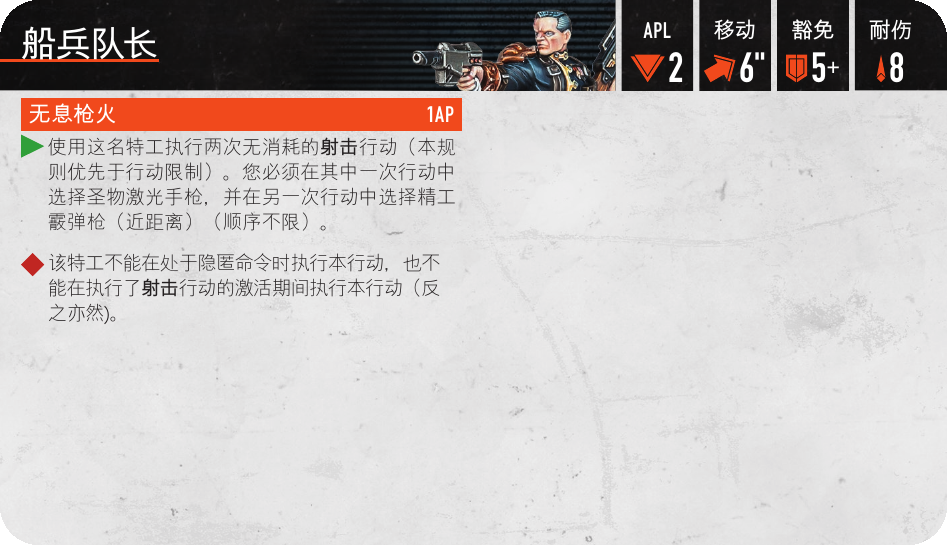 船兵队长
APL 2
移动 6"
豁免 5+
耐伤 8
无息枪火 1AP
使用这名特工执行两次无消耗的射击行动（本规
则优先于行动限制）。您必须在其中一次行动中
选择圣物激光手枪，并在另一次行动中选择精工
霰弹枪（近距离）（顺序不限）。
该特工不能在处于隐匿命令时执行本行动，也不
能在执行了射击行动的激活期间执行本行动（反
之亦然)。